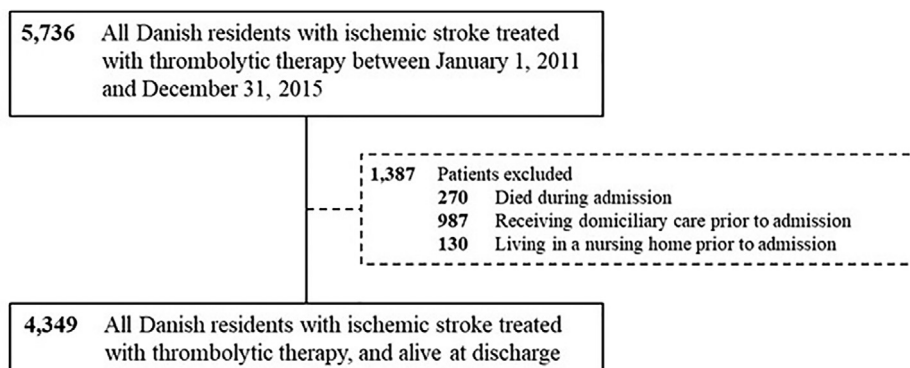 5,736 All Danish residents with ischemic stroke treated
with thrombolytic therapy between January 1, 2011
and December 31, 2015
1,387 Patients excluded
270 Died during admission
987 Receiving domiciliary care prior to admission
130 Living in a nursing home prior to admission
4,349 All Danish residents with ischemic stroke treated
with thrombolytic therapy, and alive at discharge